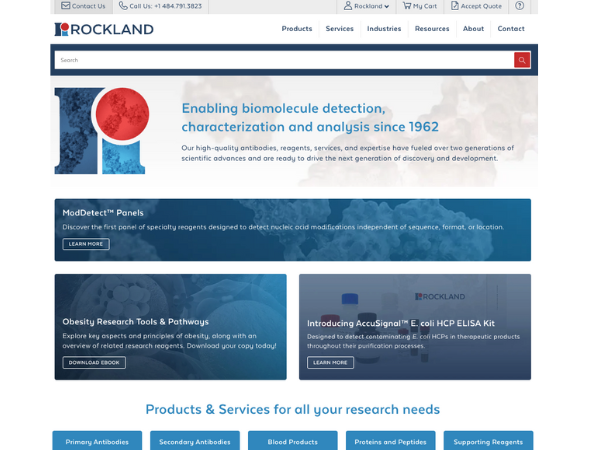 Contact Us
Call Us: +1 484.791.3823
Rockland
My Cart
Accept Quote
ROCKLAND
Products
Services
Industries
Resources
About
Contact
Search
Enabling biomolecule detection,
characterization and analysis since 1962
Our high-quality antibodies, reagents, services, and expertise have fueled over two generations of
scientific advances and are ready to drive the next generation of discovery and development.
ModDetect™ Panels
Discover the first panel of specialty reagents designed to detect nucleic acid modifications independent of sequence, format, or location.
LEARN MORE
Obesity Research Tools & Pathways
Explore key aspects and principles of obesity, along with an
overview of related research reagents. Download your copy today!
DOWNLOAD EBOOK
ROCKLAND
Introducing AccuSignal™ E. coli HCP ELISA Kit
Designed to detect contaminating E. coli HCPs in therapeutic products
throughout their purification processes.
LEARN MORE
Products & Services for all your research needs
Primary Antibodies
Secondary Antibodies
Blood Products
Proteins and Peptides
Supporting Reagents